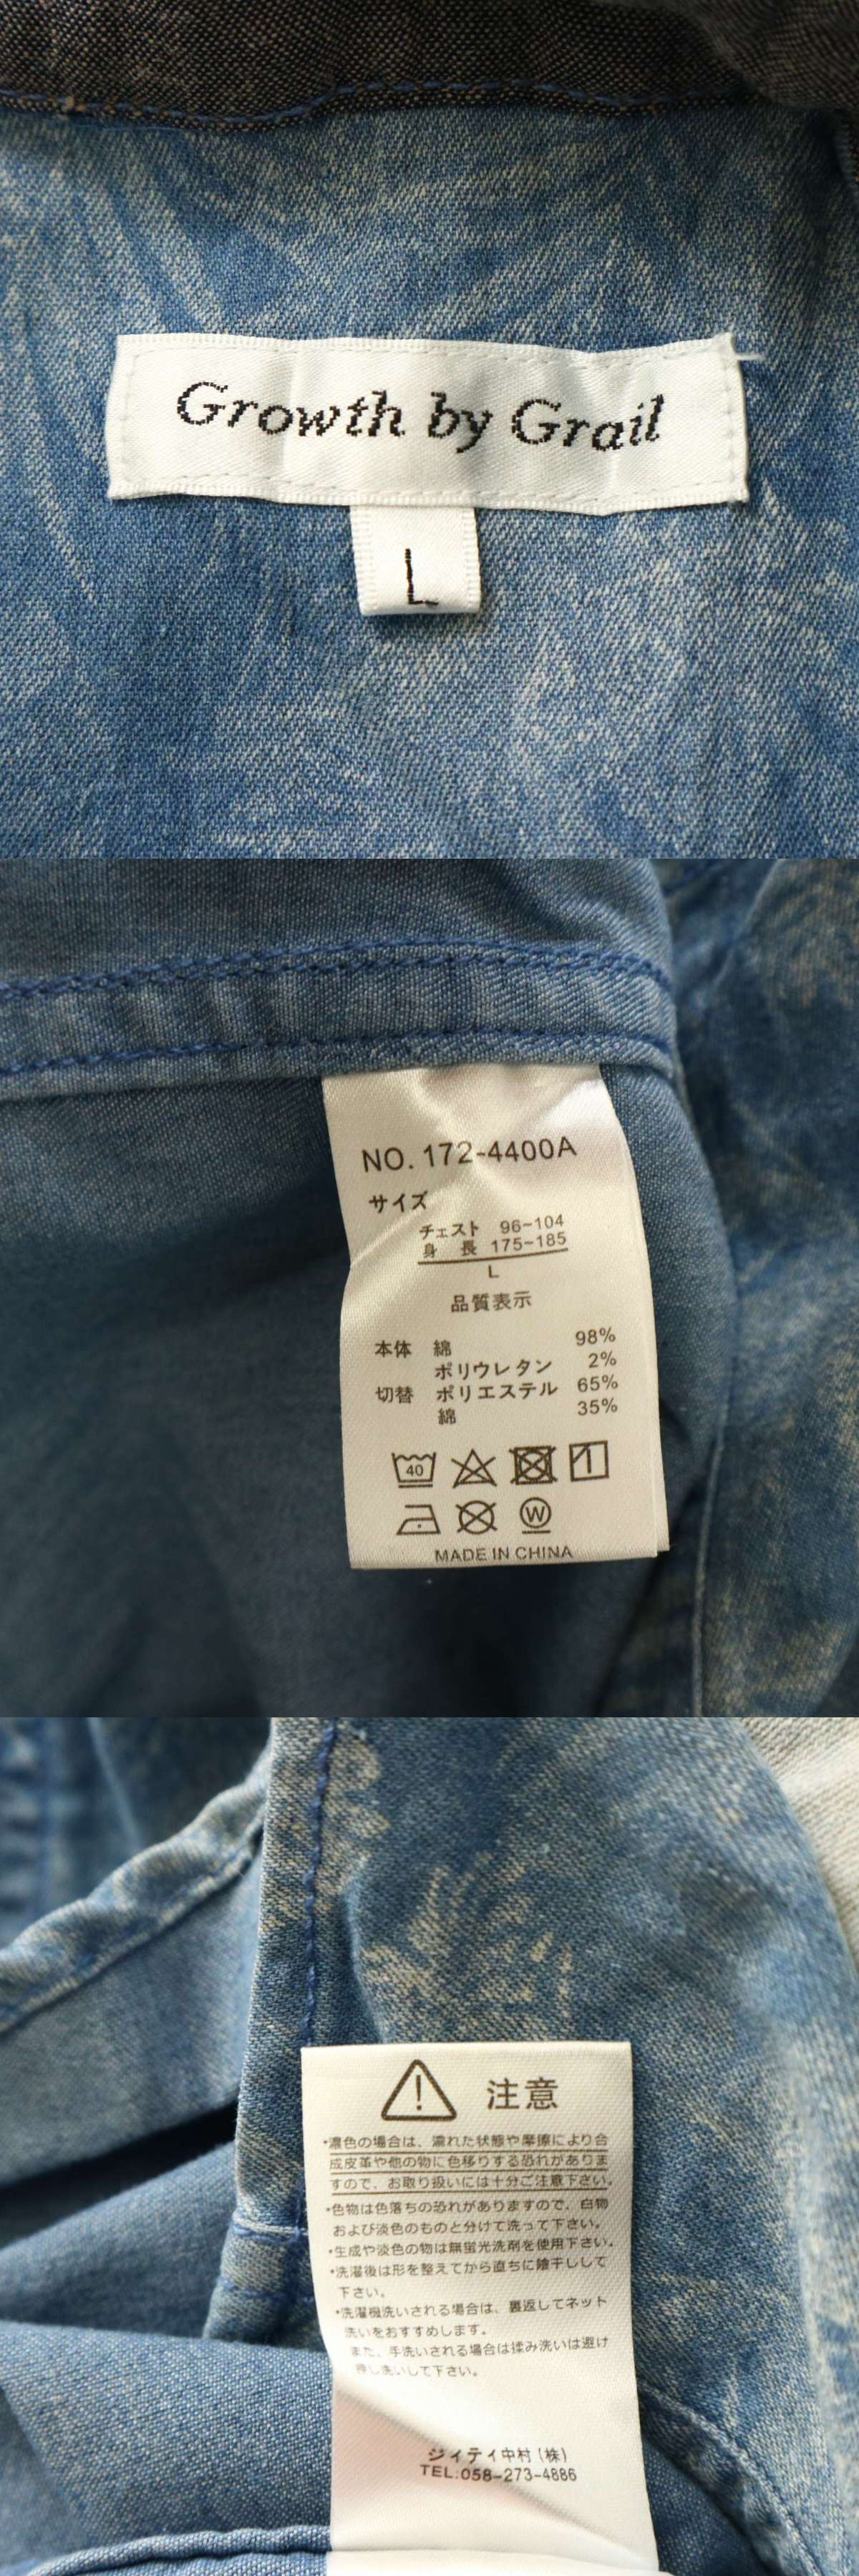 Growth by Grail
L
NO. 172-4400A
サイズ
チェスト 96-104
身 長 175-185
L
品質表示
本体 綿 98%
ポリウレタン 2%
切替 ポリエステル 65%
綿 35%
40
W
MADE IN CHINA
注意
・濃色の場合は、濡れた状態や摩擦により合
成皮革や他の物に色移りする恐れがありま
すので、お取り扱いには十分ご注意下さい。
・色物は色落ちの恐れがありますので、白物
および淡色のものと分けて洗って下さい。
・生成や淡色の物は無蛍光洗剤を使用下さい。
・洗濯後は形を整えてから直ちに陰干しして
下さい。
・洗濯機洗いされる場合は、裏返してネット
洗いをおすすめします。
また、手洗いされる場合は揉み洗いは避け
押し洗いして下さい。
ジィティ中村（株）
TEL:058-273-4886